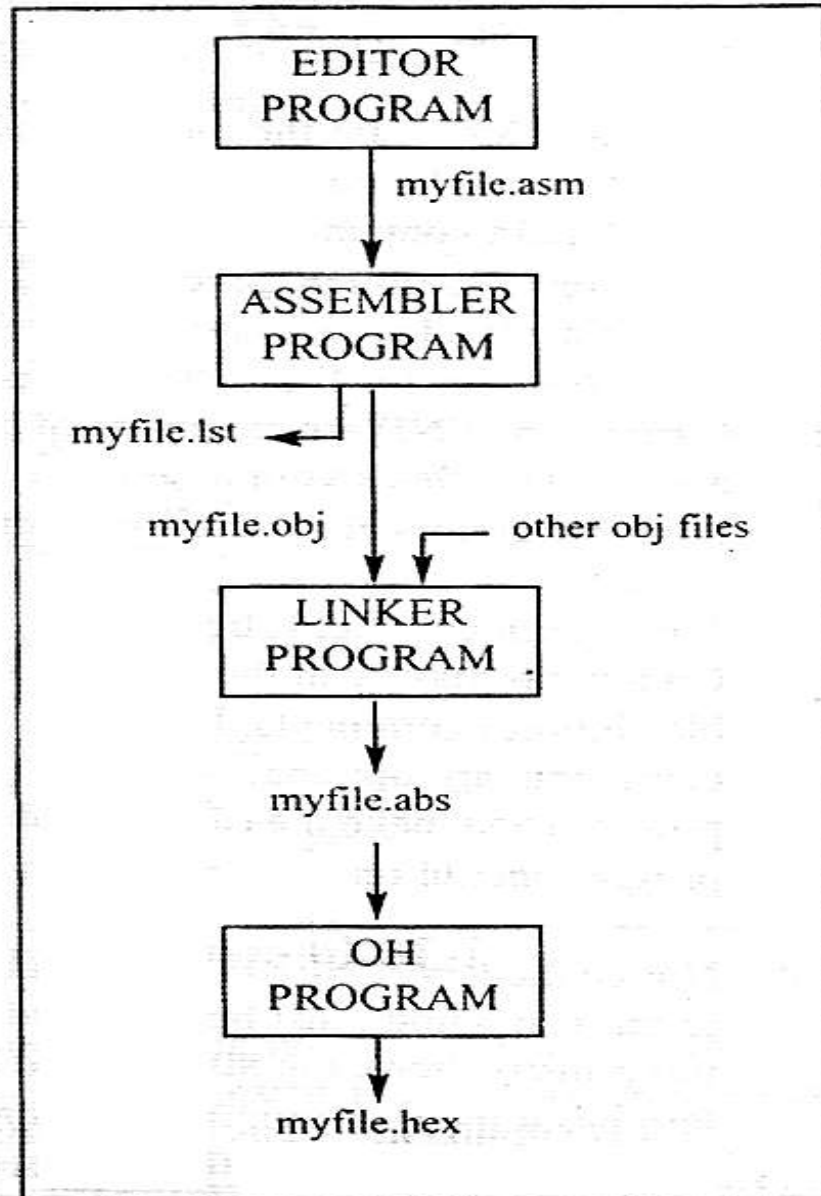 EDITOR
PROGRAM
myfile.asm
ASSEMBLER
PROGRAM
myfile.lst
myfile.obj
other obj files
LINKER
PROGRAM
myfile.abs
OH
PROGRAM
myfile.hex